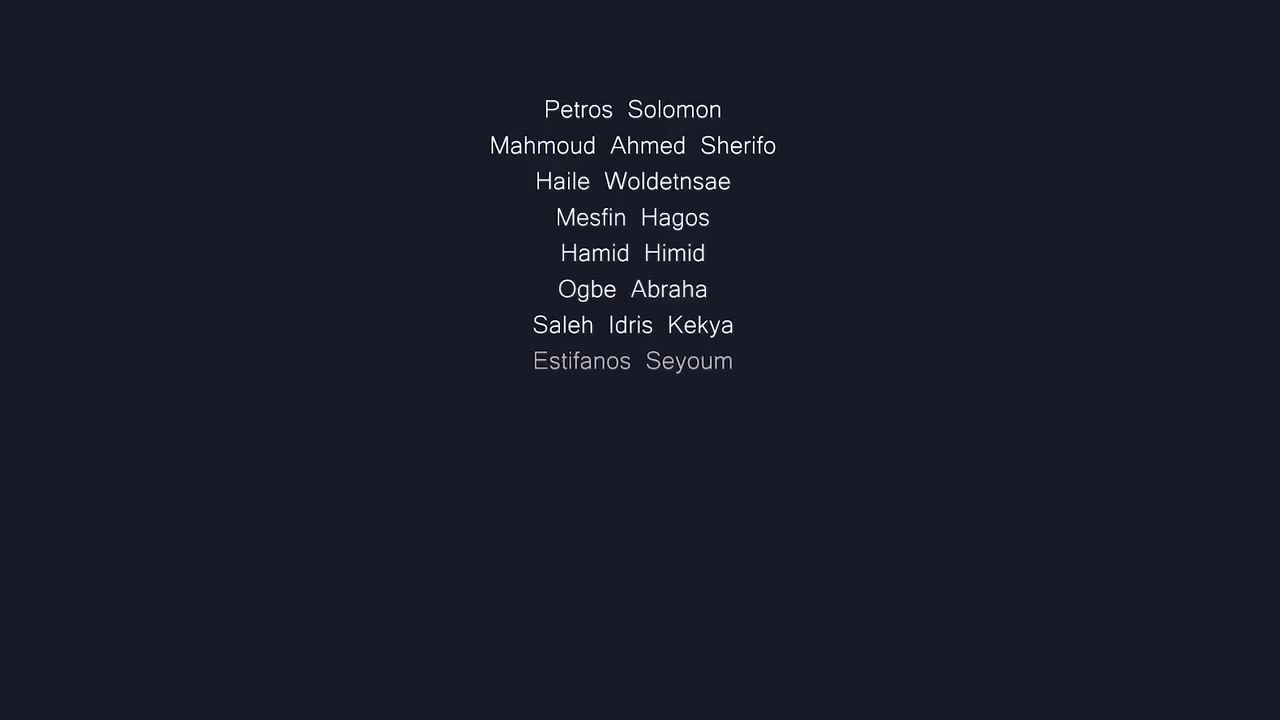 Petros Solomon
Mahmoud Ahmed Sherifo
Haile Woldetnsae
Mesfin Hagos
Hamid Himid
Ogbe Abraha
Saleh Idris Kekya
Estifanos Seyoum